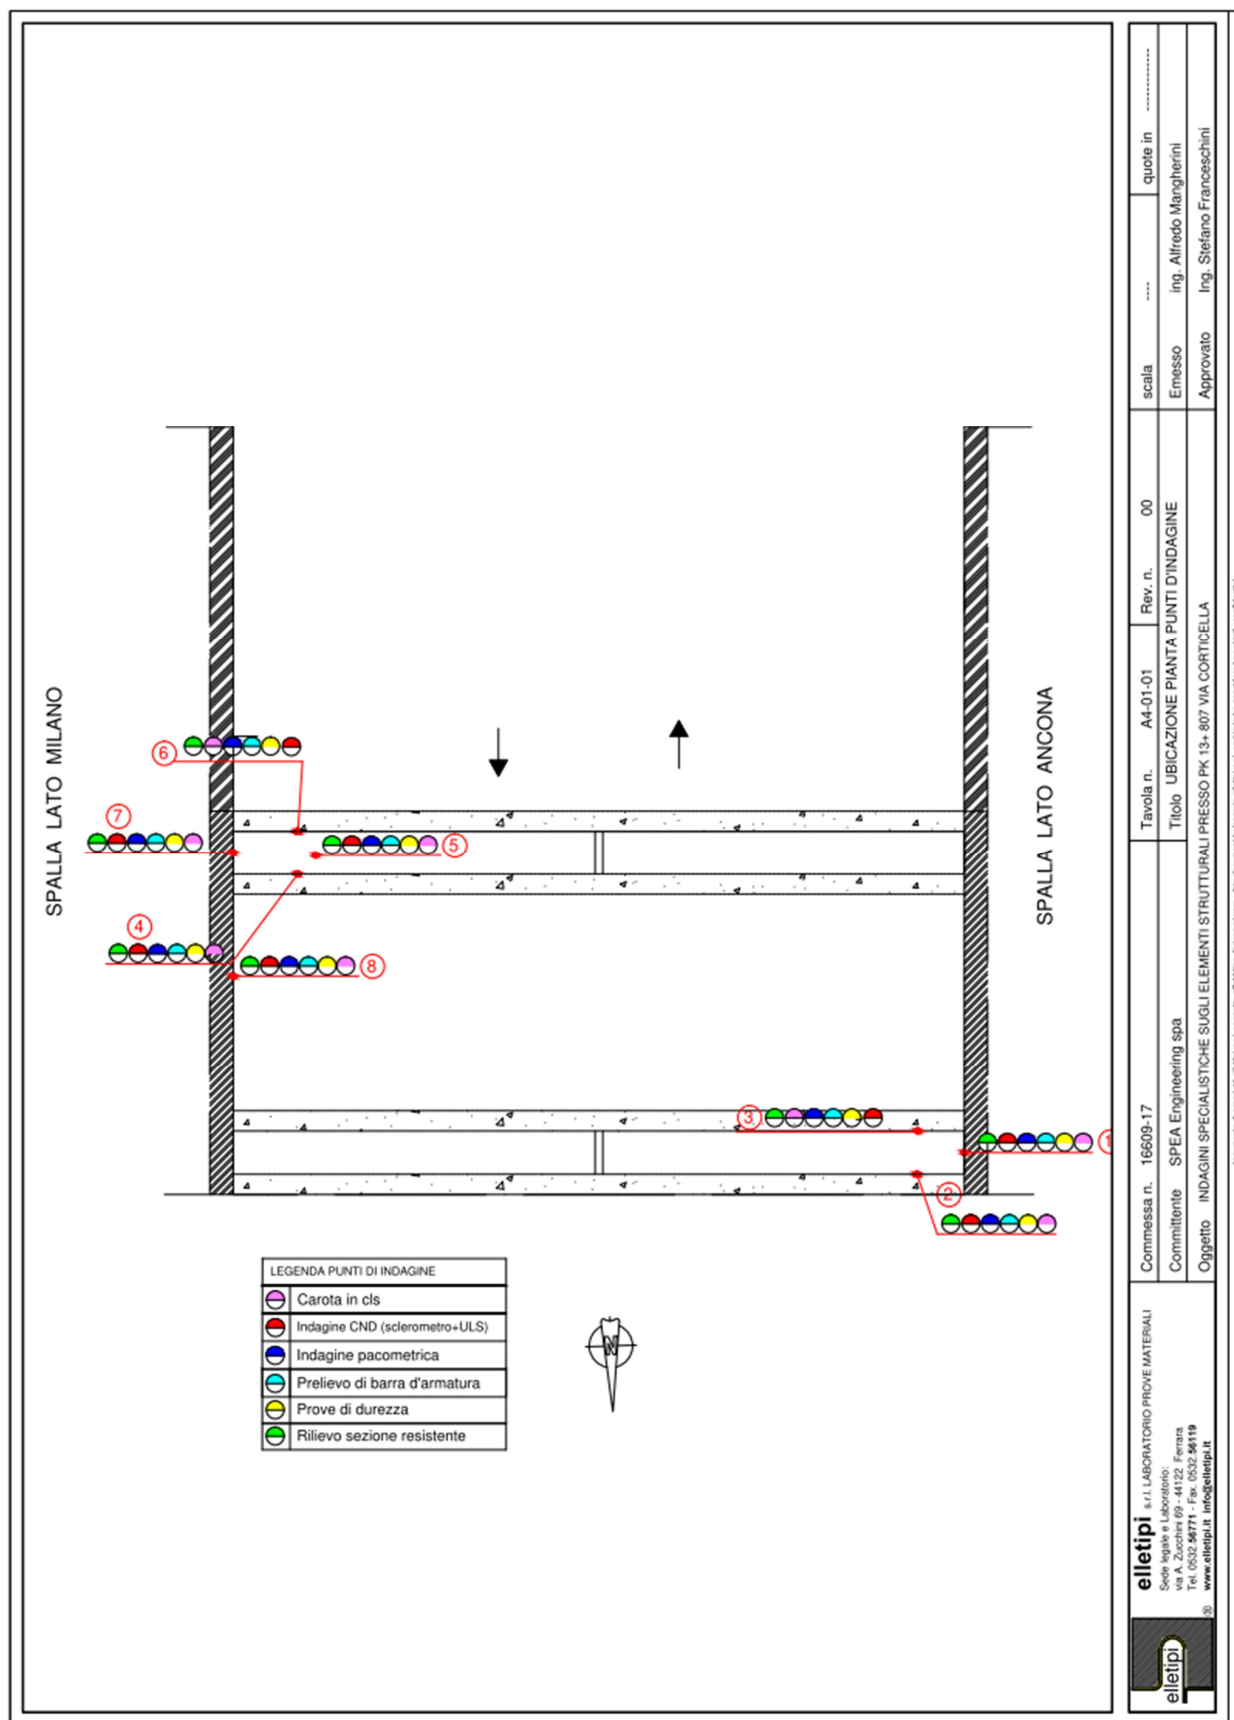 SPALLA LATO MILANO
SPALLA LATO ANCONA
6
7
5
4
8
3
1
2
LEGENDA PUNTI DI INDAGINE
Carota in cls
Indagine CND (sclerometro+ULS)
Indagine pacometrica
Prelievo di barra d'armatura
Prove di durezza
Rilievo sezione resistente
N
elletipi
elletipi s.r.l. LABORATORIO PROVE MATERIALI
Sede legale e Laboratorio:
via A. Zucchini 69 - 44122 Ferrara
Tel. 0532.56771 - Fax. 0532.56119
www.elletipi.it info@elletipi.it
Commessa n. 16609-17 Tavola n. A4-01-01 Rev. n. 00 scala ---- quote in ------------
Committente SPEA Engineering spa Titolo UBICAZIONE PIANTA PUNTI D'INDAGINE Emesso ing. Alfredo Mangherini
Oggetto INDAGINI SPECIALISTICHE SUGLI ELEMENTI STRUTTURALI PRESSO PK 13+ 807 VIA CORTICELLA Approvato Ing. Stefano Franceschini